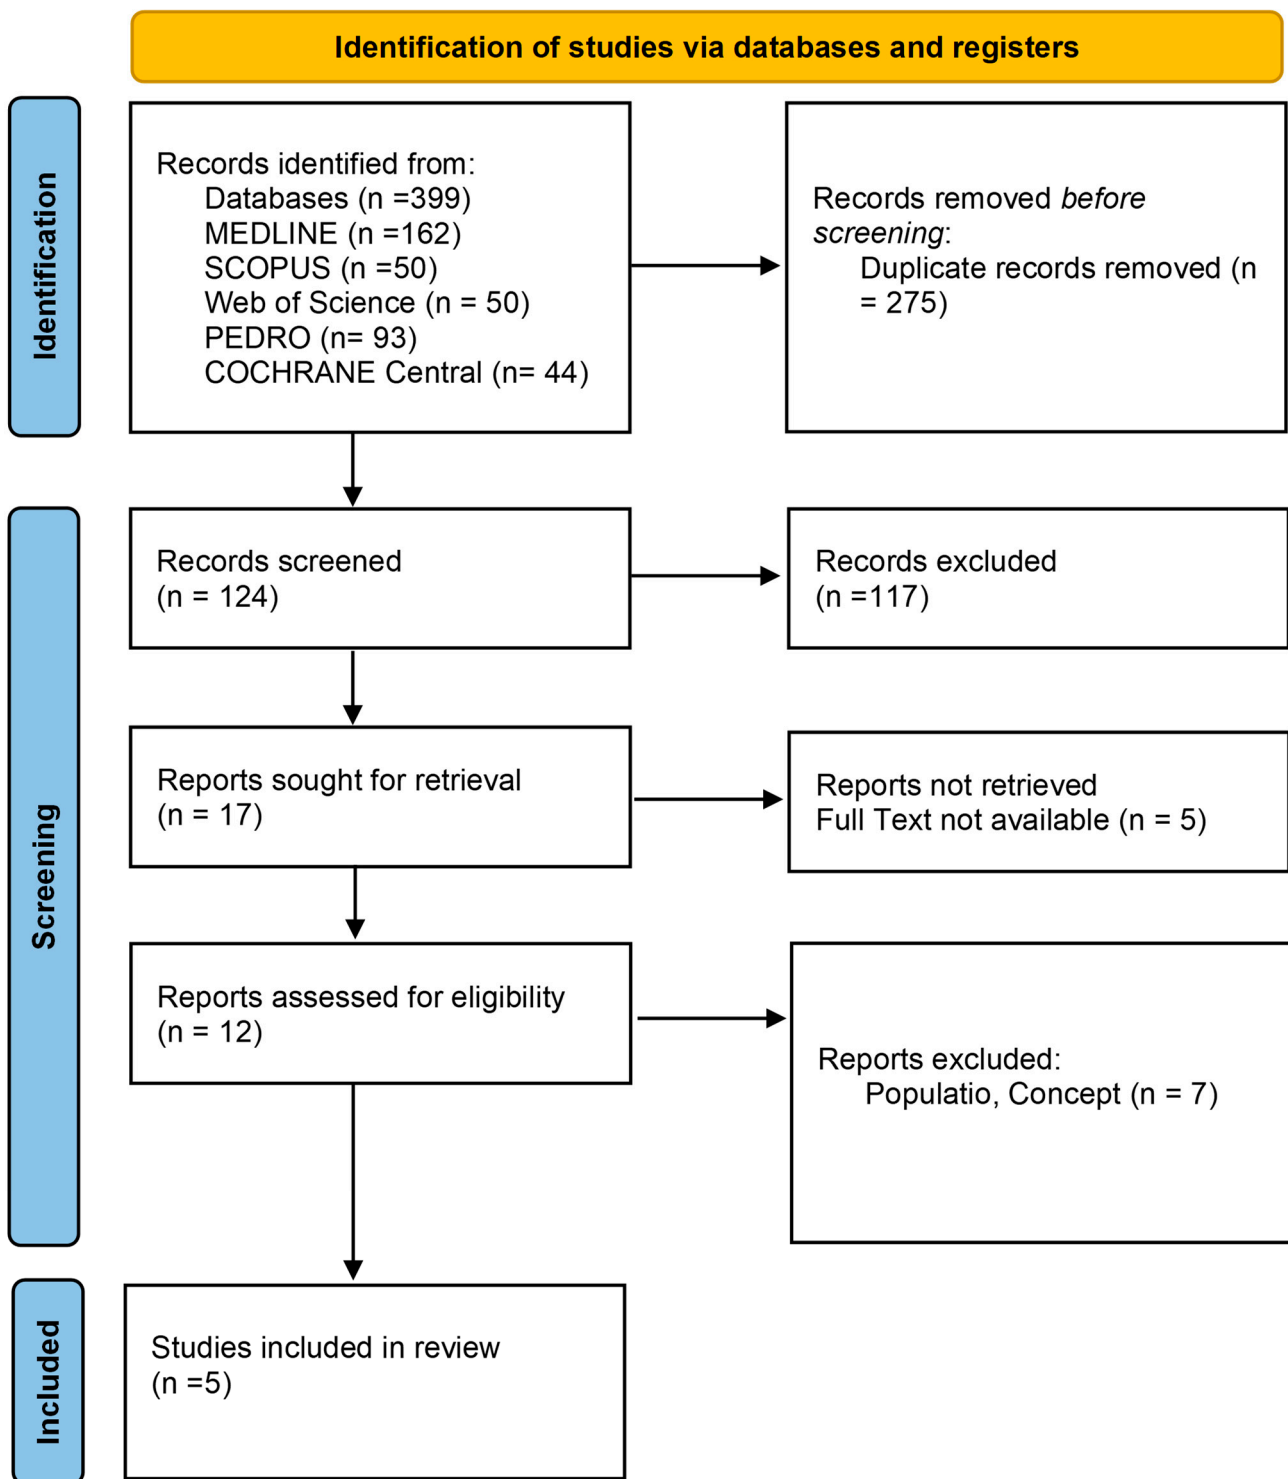 Identification of studies via databases and registers
Identification
Records identified from:
Databases (n =399)
MEDLINE (n =162)
SCOPUS (n =50)
Web of Science (n = 50)
PEDRO (n= 93)
COCHRANE Central (n= 44)
Records removed before
screening:
Duplicate records removed (n
= 275)
Screening
Records screened
(n = 124)
Records excluded
(n =117)
Reports sought for retrieval
(n = 17)
Reports not retrieved
Full Text not available (n = 5)
Reports assessed for eligibility
(n = 12)
Reports excluded:
Populatio, Concept (n = 7)
Included
Studies included in review
(n =5)